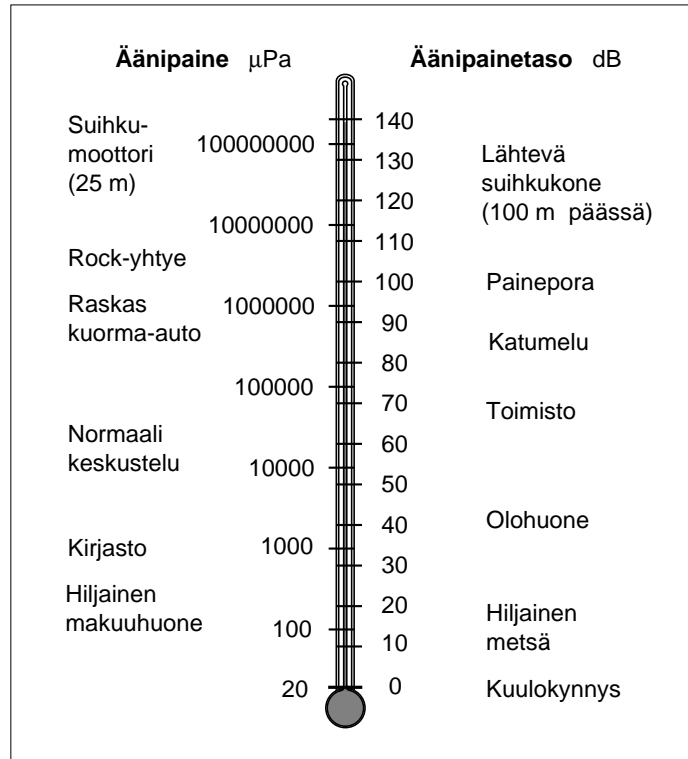 Äänipaine µPa
Äänipainetaso dB
Suihku-
moottori
(25 m)
Rock-yhtye
Raskas
kuorma-auto
Normaali
keskustelu
Kirjasto
Hiljainen
makuuhuone
100000000
10000000
1000000
100000
10000
1000
100
20
140
130
120
110
100
90
80
70
60
50
40
30
20
10
0
Lähtevä
suihkukone
(100 m päässä)
Painepora
Katumelu
Toimisto
Olohuone
Hiljainen
metsä
Kuulokynnys